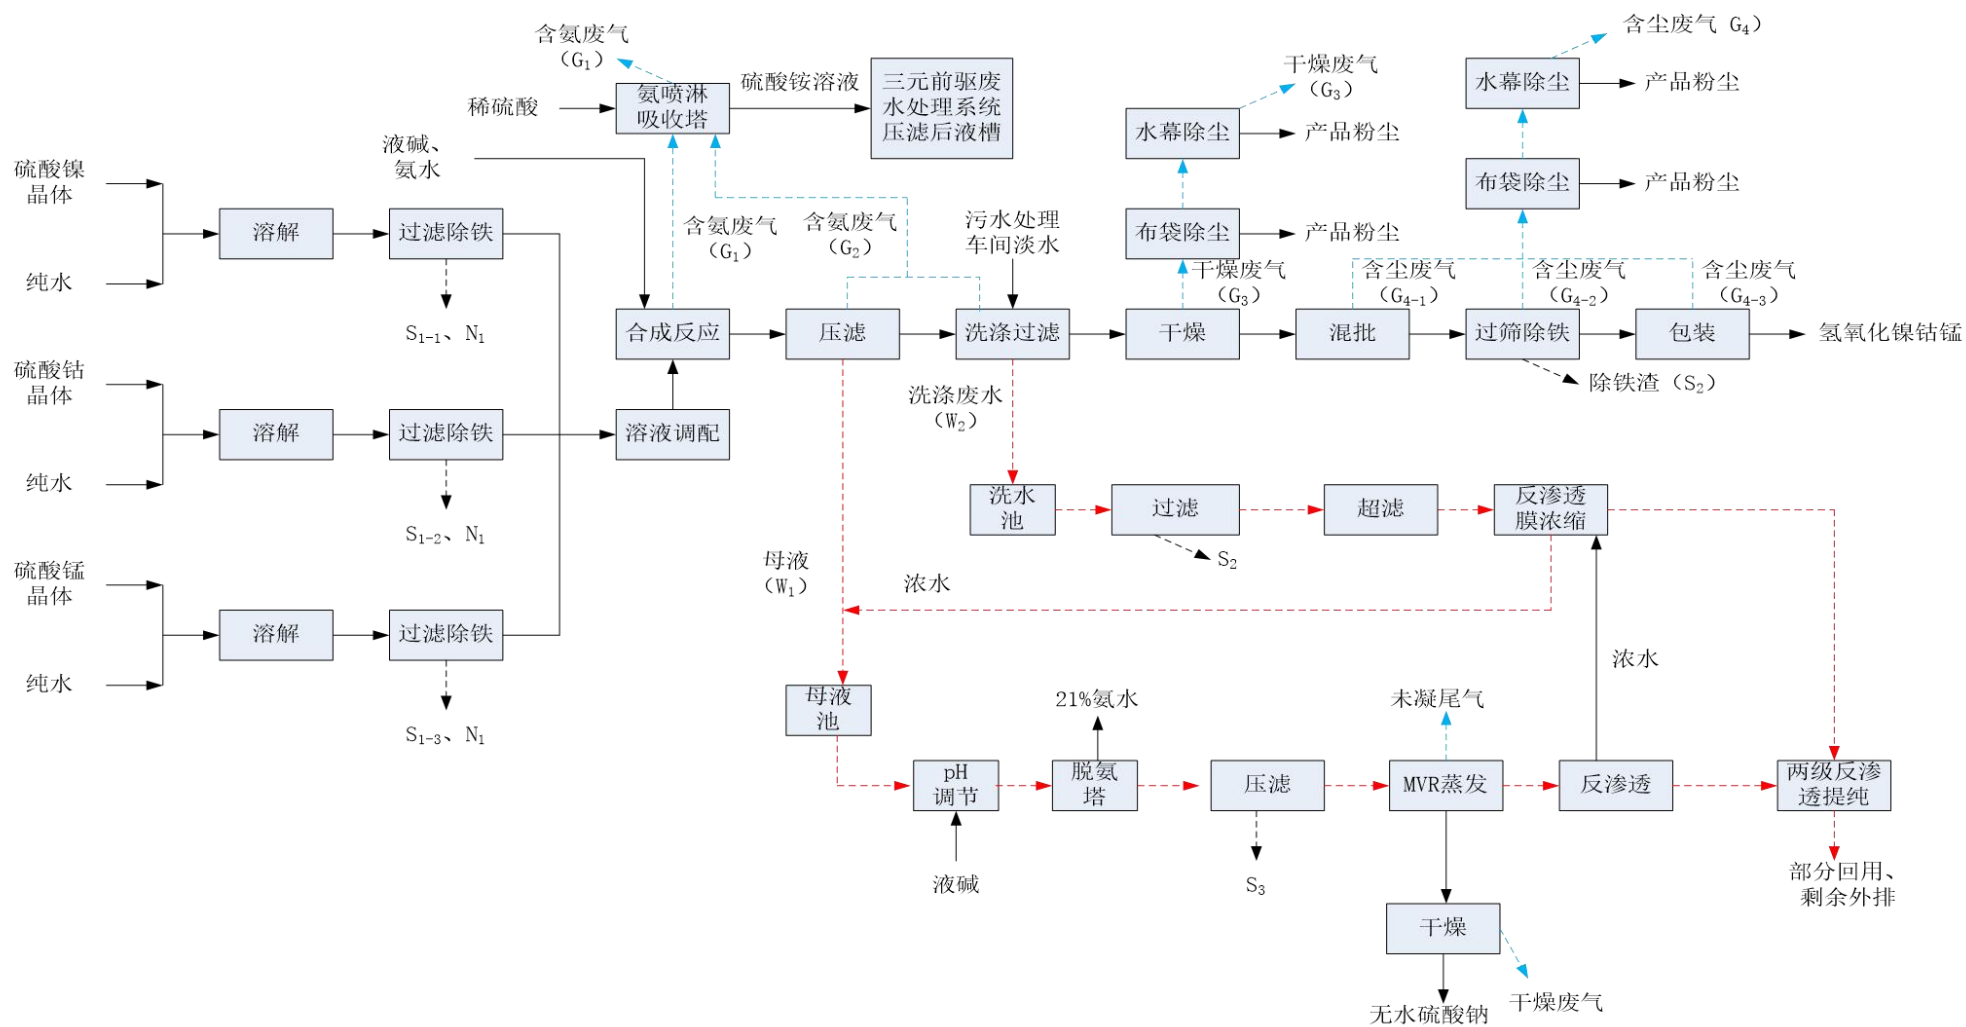 含氨废气
（G₁）
稀硫酸
氨喷淋
吸收塔
硫酸铵溶液
三元前驱废
水处理系统
压滤后液槽
干燥废气
（G₃）
水幕除尘
产品粉尘
布袋除尘
产品粉尘
干燥废气
（G₃）
含尘废气 G₄）
水幕除尘
产品粉尘
布袋除尘
产品粉尘
含尘废气
（G₄₋₁）
含尘废气
（G₄₋₂）
含尘废气
（G₄₋₃）
液碱、
氨水
含氨废气
（G₁）
含氨废气
（G₂）
污水处理
车间淡水
硫酸镍
晶体
纯水
溶解
过滤除铁
S₁₋₁、N₁
硫酸钴
晶体
纯水
溶解
过滤除铁
S₁₋₂、N₁
硫酸锰
晶体
纯水
溶解
过滤除铁
S₁₋₃、N₁
合成反应
溶液调配
压滤
洗涤过滤
干燥
混批
过筛除铁
包装
氢氧化镍钴锰
除铁渣（S₂）
洗涤废水
（W₂）
洗水
池
过滤
S₂
超滤
反渗透
膜浓缩
母液
（W₁）
浓水
浓水
母液
池
pH
调节
液碱
21%氨水
脱氨
塔
压滤
S₃
未凝尾气
MVR蒸发
反渗透
两级反渗
透提纯
部分回用、
剩余外排
干燥
干燥废气
无水硫酸钠